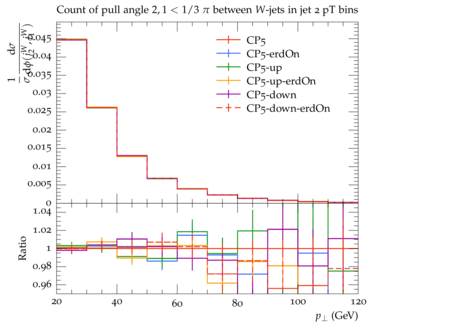 Count of pull angle 2, 1 < 1/3 π between W-jets in jet 2 pT bins
CP5
CP5-erdOn
CP5-up
CP5-up-erdOn
CP5-down
CP5-down-erdOn
0.045
0.04
0.035
0.03
0.025
0.02
0.015
0.01
0.005
0
Ratio
1.04
1.02
1
0.98
0.96
20
40
60
80
100
120
p⊥ (GeV)